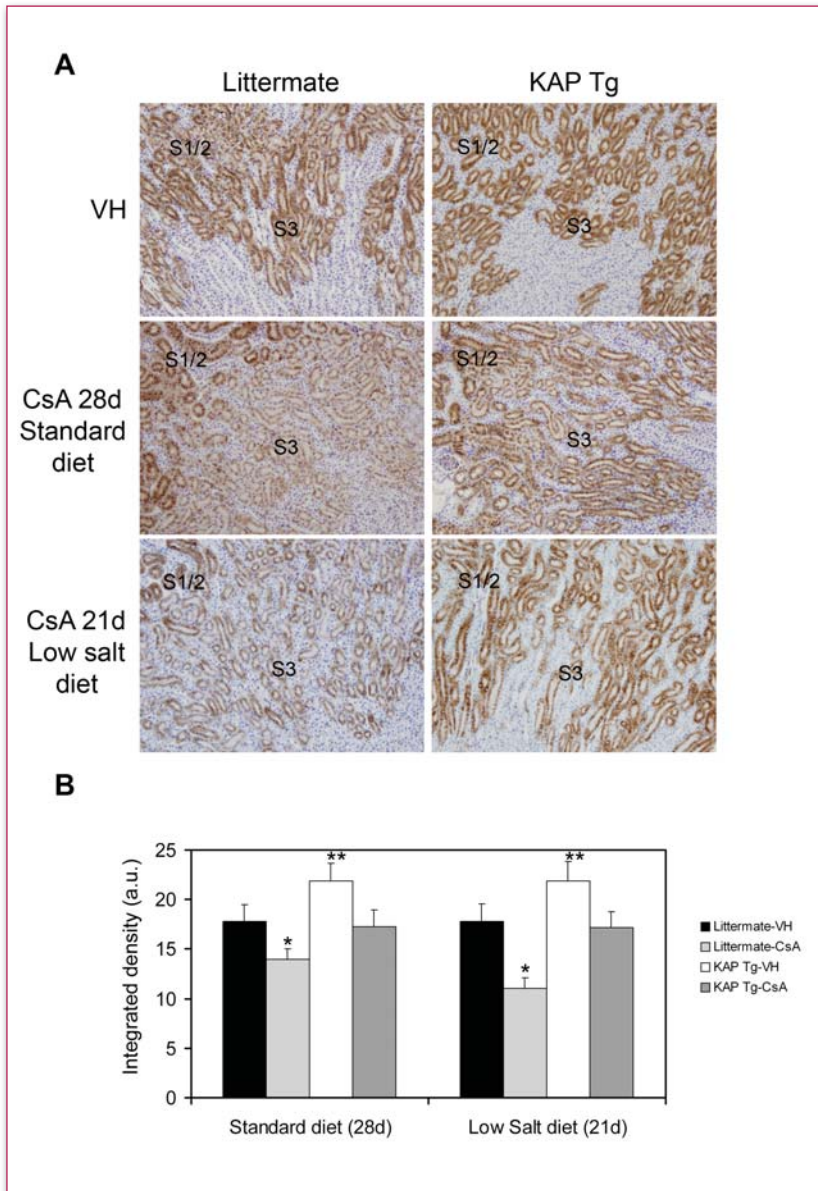 A
Littermate KAP Tg
VH
S1/2 S1/2
S3 S3
CsA 28d
Standard
diet
S1/2 S1/2
S3 S3
CsA 21d
Low salt
diet
S1/2 S1/2
S3 S3
B
Integrated density (a.u.)
25
20
15
10
5
0
* ** * **
Standard diet (28d) Low Salt diet (21d)
Littermate-VH
Littermate-CsA
KAP Tg-VH
KAP Tg-CsA